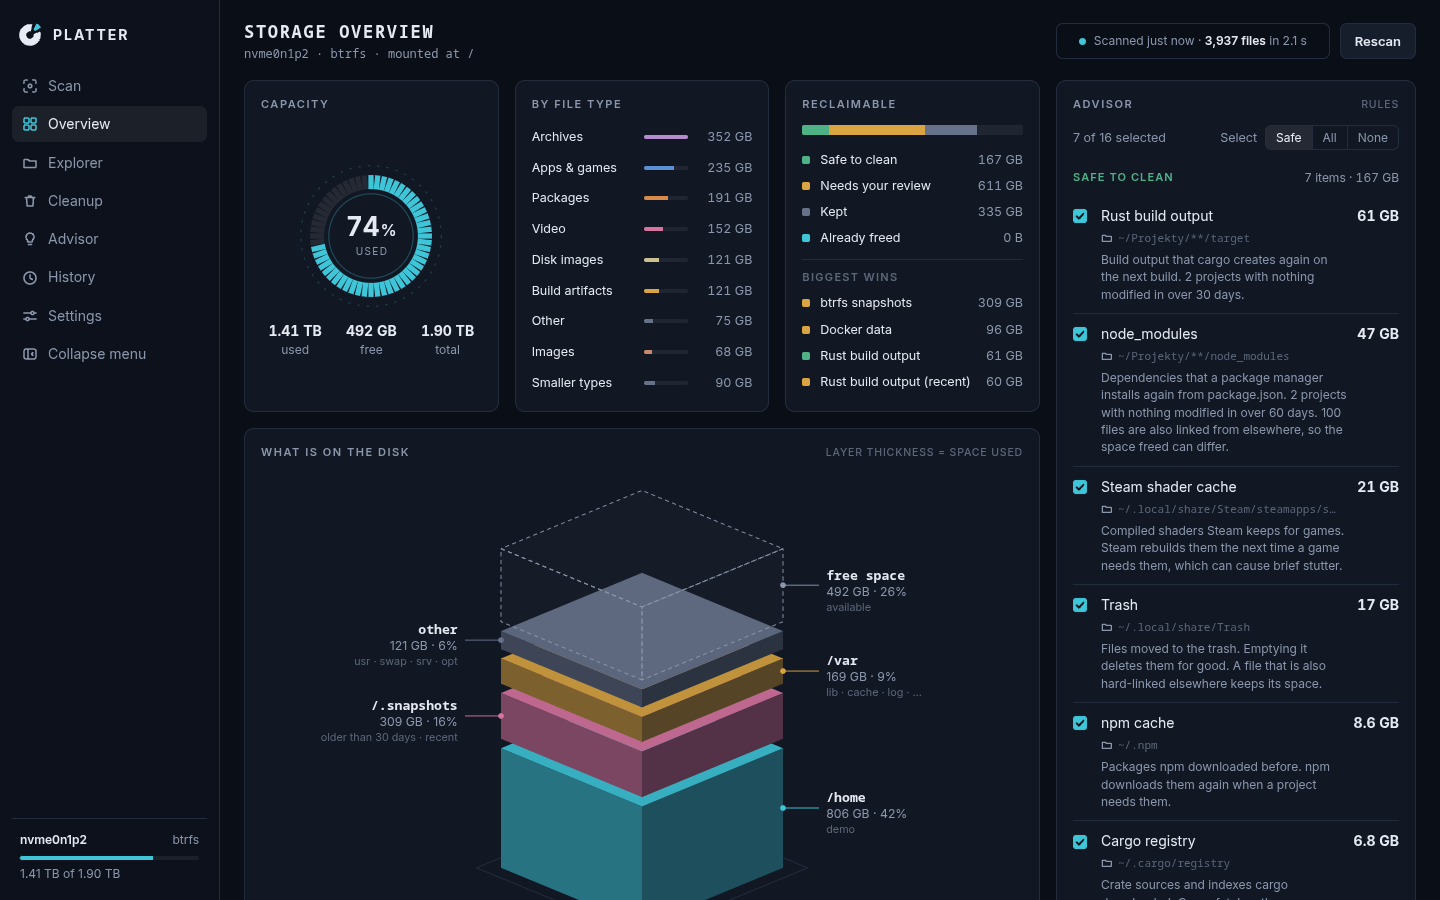 PLATTER
Scan
Overview
Explorer
Cleanup
Advisor
History
Settings
Collapse menu
nvme0n1p2 btrfs
1.41 TB of 1.90 TB
STORAGE OVERVIEW
nvme0n1p2 · btrfs · mounted at /
Scanned just now · 3,937 files in 2.1 s
Rescan
CAPACITY
74%
USED
1.41 TB 492 GB 1.90 TB
used free total
BY FILE TYPE
Archives 352 GB
Apps & games 235 GB
Packages 191 GB
Video 152 GB
Disk images 121 GB
Build artifacts 121 GB
Other 75 GB
Images 68 GB
Smaller types 90 GB
RECLAIMABLE
Safe to clean 167 GB
Needs your review 611 GB
Kept 335 GB
Already freed 0 B
BIGGEST WINS
btrfs snapshots 309 GB
Docker data 96 GB
Rust build output 61 GB
Rust build output (recent) 60 GB
WHAT IS ON THE DISK LAYER THICKNESS = SPACE USED
free space
492 GB · 26%
available
other
121 GB · 6%
usr · swap · srv · opt
/var
169 GB · 9%
lib · cache · log · ...
/.snapshots
309 GB · 16%
older than 30 days · recent
/home
806 GB · 42%
demo
ADVISOR RULES
7 of 16 selected Select Safe All None
SAFE TO CLEAN 7 items · 167 GB
Rust build output 61 GB
~/Projekty/**/target
Build output that cargo creates again on
the next build. 2 projects with nothing
modified in over 30 days.
node_modules 47 GB
~/Projekty/**/node_modules
Dependencies that a package manager
installs again from package.json. 2 projects
with nothing modified in over 60 days. 100
files are also linked from elsewhere, so the
space freed can differ.
Steam shader cache 21 GB
~/.local/share/Steam/steamapps/s…
Compiled shaders Steam keeps for games.
Steam rebuilds them the next time a game
needs them, which can cause brief stutter.
Trash 17 GB
~/.local/share/Trash
Files moved to the trash. Emptying it
deletes them for good. A file that is also
hard-linked elsewhere keeps its space.
npm cache 8.6 GB
~/.npm
Packages npm downloaded before. npm
downloads them again when a project
needs them.
Cargo registry 6.8 GB
~/.cargo/registry
Crate sources and indexes cargo